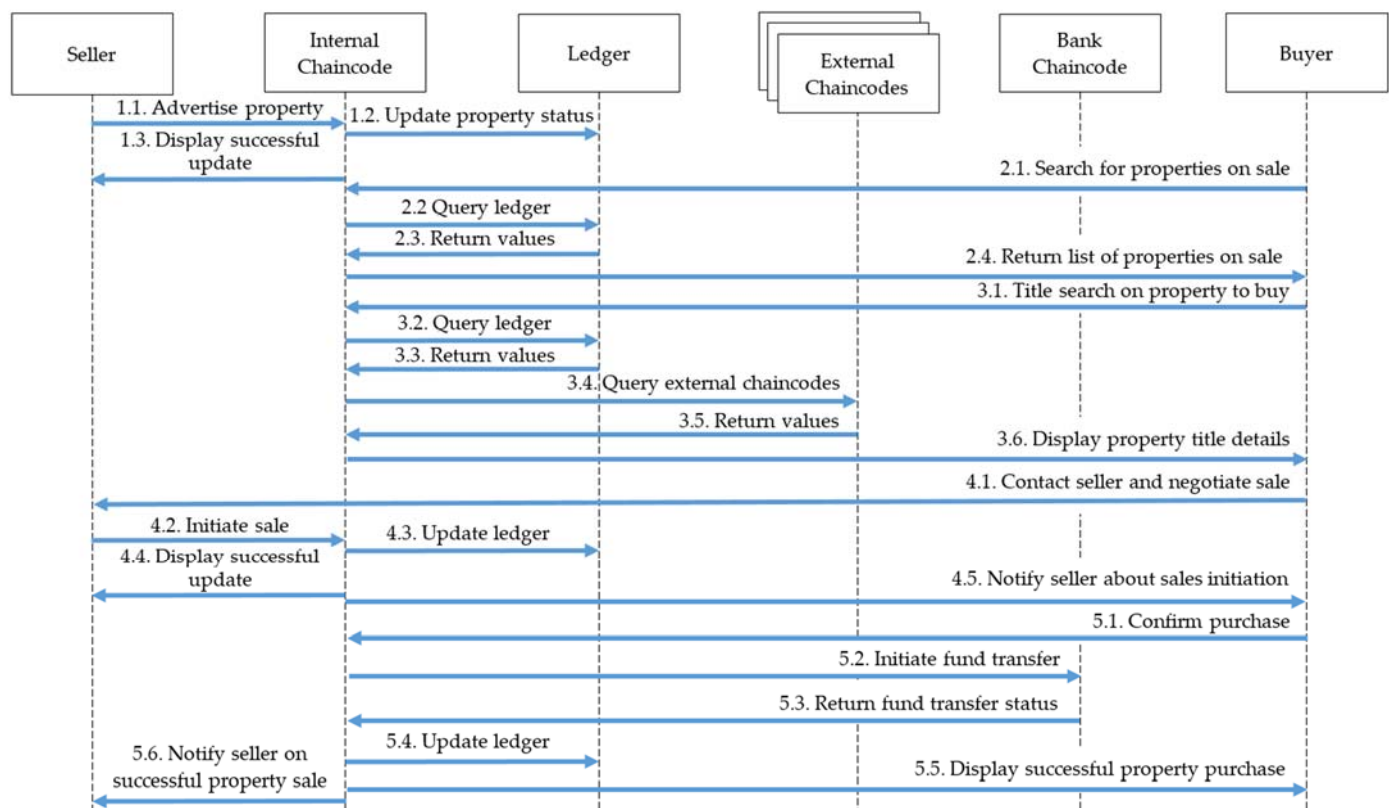 Seller
Internal
Chaincode
Ledger
External
Chaincodes
Bank
Chaincode
Buyer
1.1. Advertise property
1.2. Update property status
1.3. Display successful
update
2.1. Search for properties on sale
2.2 Query ledger
2.3. Return values
2.4. Return list of properties on sale
3.1. Title search on property to buy
3.2. Query ledger
3.3. Return values
3.4. Query external chaincodes
3.5. Return values
3.6. Display property title details
4.1. Contact seller and negotiate sale
4.2. Initiate sale
4.3. Update ledger
4.4. Display successful
update
4.5. Notify seller about sales initiation
5.1. Confirm purchase
5.2. Initiate fund transfer
5.3. Return fund transfer status
5.4. Update ledger
5.6. Notify seller on
successful property sale
5.5. Display successful property purchase